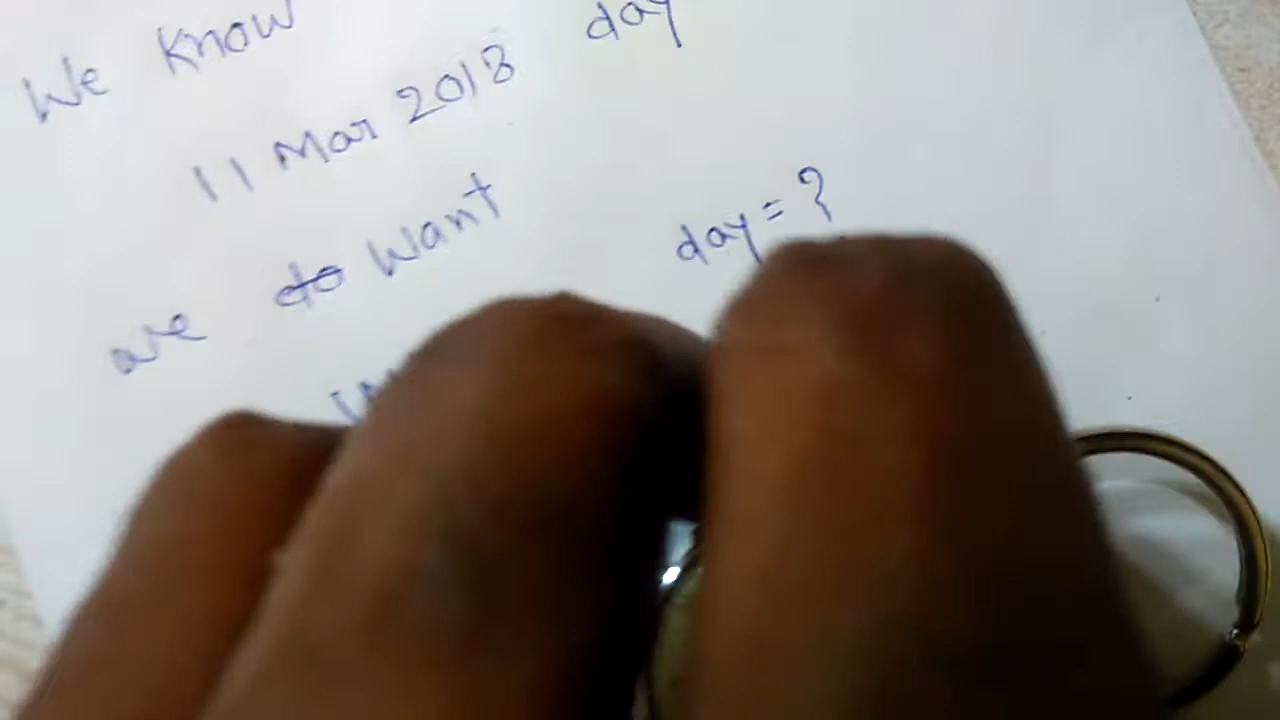 We know
11 Mar 2018 day
we do want
day = ?